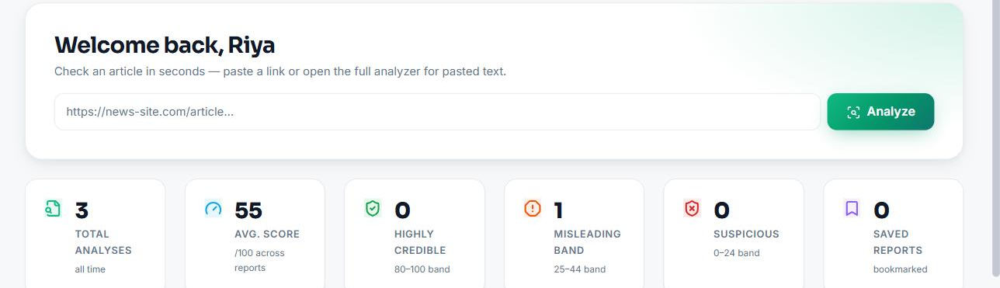 Welcome back, Riya
Check an article in seconds — paste a link or open the full analyzer for pasted text.
https://news-site.com/article...
Analyze
3
TOTAL
ANALYSES
all time
55
AVG. SCORE
/100 across
reports
0
HIGHLY
CREDIBLE
80–100 band
1
MISLEADING
BAND
25–44 band
0
SUSPICIOUS
0–24 band
0
SAVED
REPORTS
bookmarked